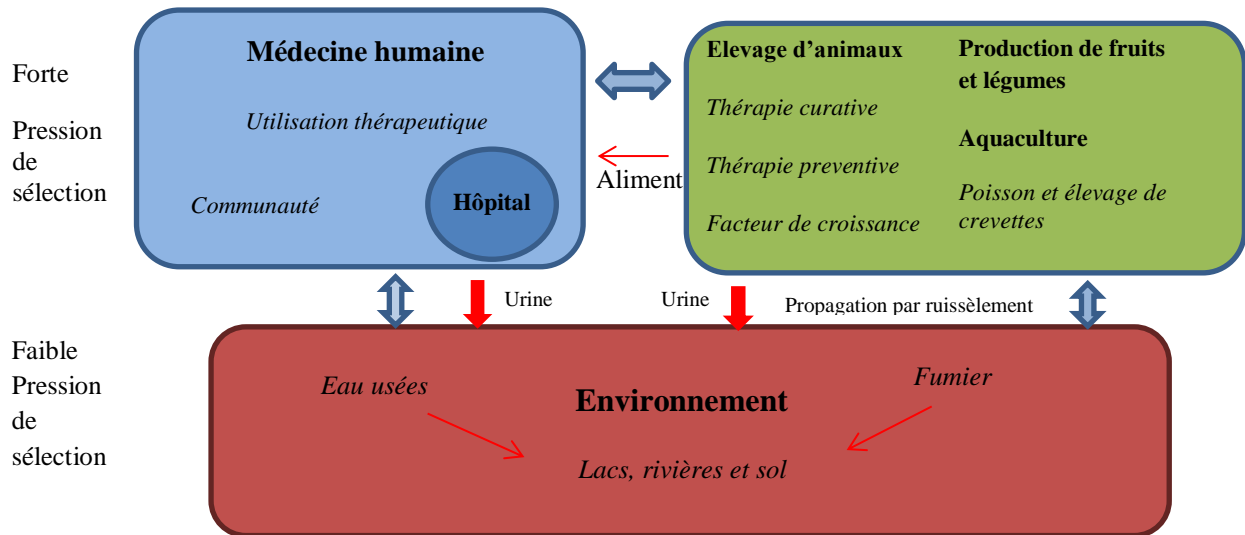 Forte
Pression
de
sélection
Médecine humaine
Utilisation thérapeutique
Communauté
Hôpital
Aliment
Elevage d'animaux
Thérapie curative
Thérapie preventive
Facteur de croissance
Production de fruits
et légumes
Aquaculture
Poisson et élevage de
crevettes
Urine
Urine
Propagation par ruissèlement
Faible
Pression
de
sélection
Eau usées
Environnement
Fumier
Lacs, rivières et sol